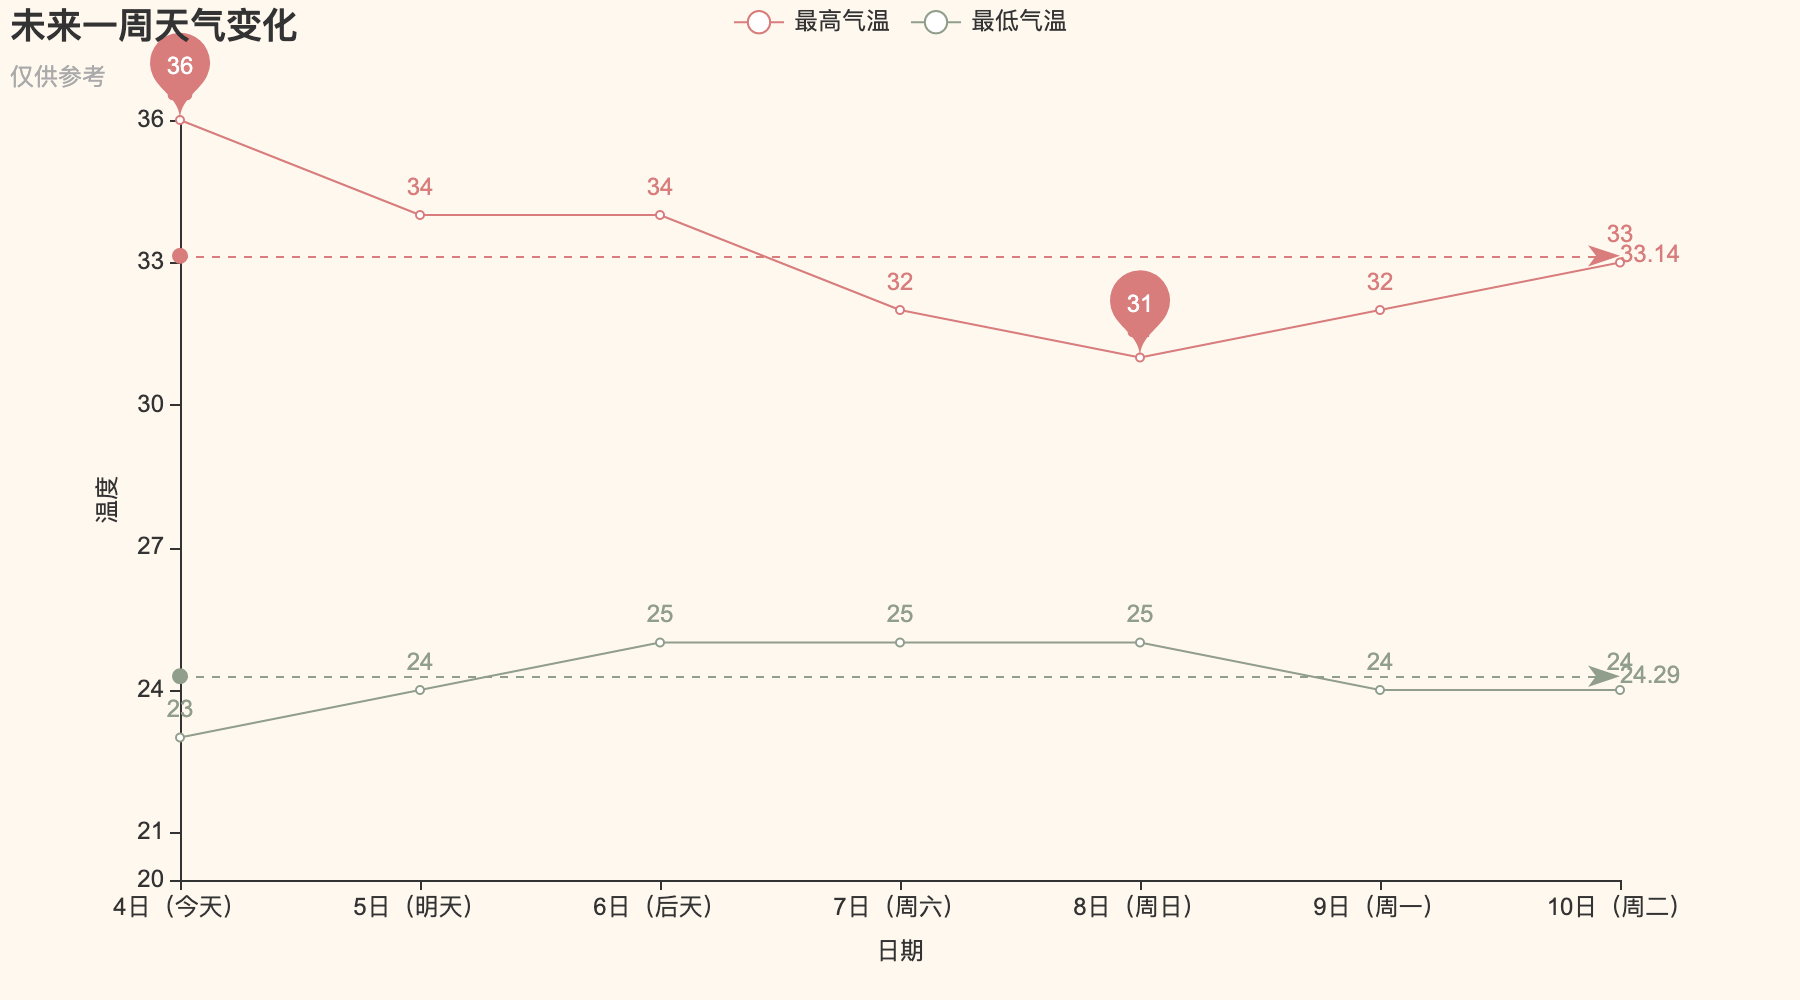 未来一周天气变化
仅供参考
最高气温
最低气温
36
34
34
32
31
32
33
33.14
23
24
25
25
25
24
24
24.29
温度
36
33
30
27
24
21
20
4日（今天）
5日（明天）
6日（后天）
7日（周六）
8日（周日）
9日（周一）
10日（周二）
日期